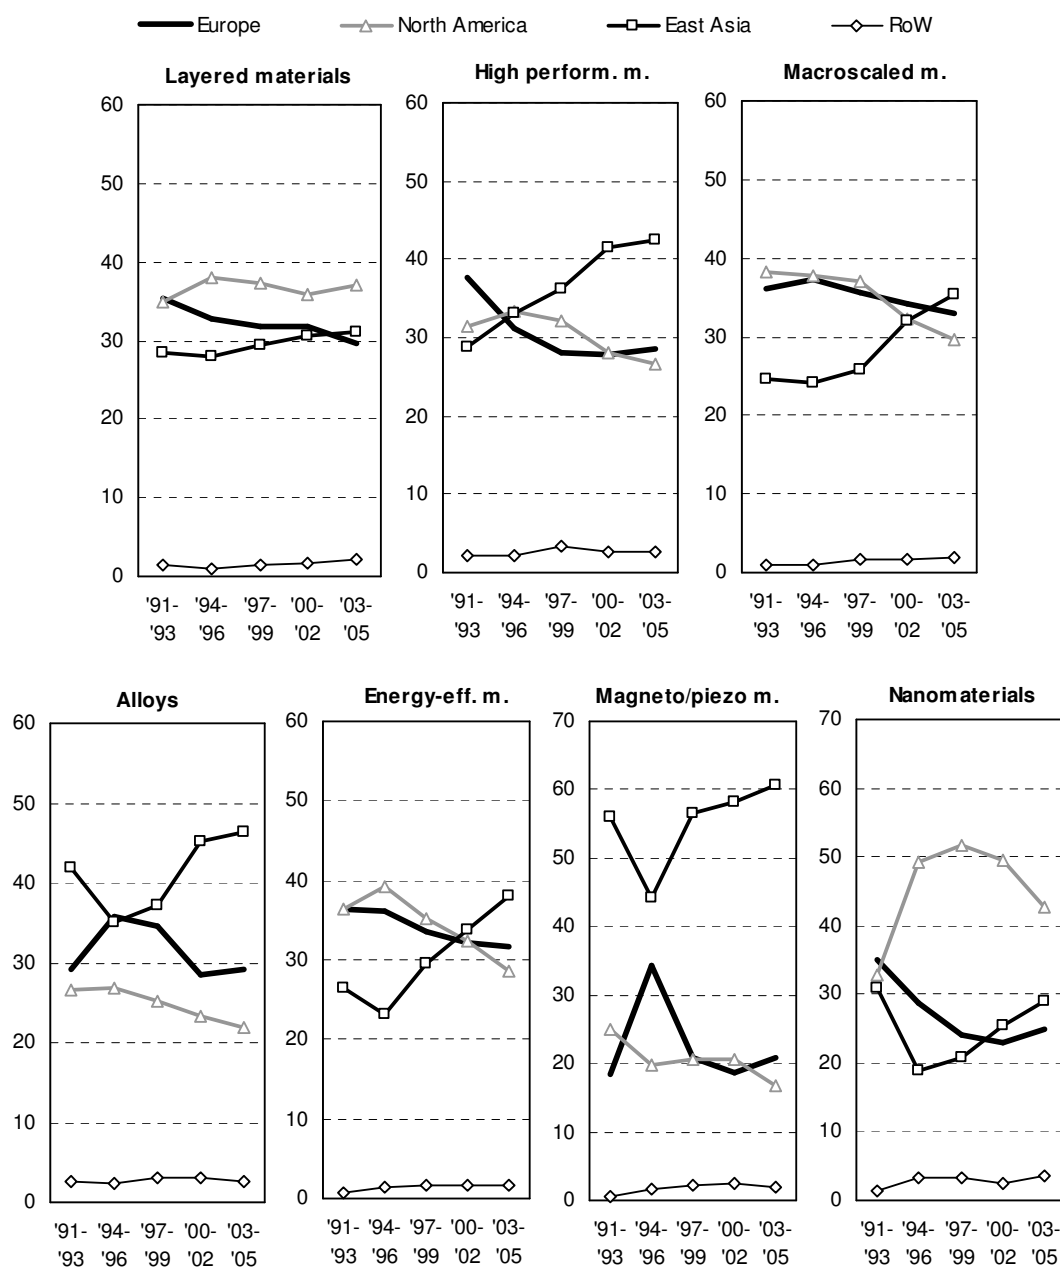 Europe North America East Asia RoW
Layered materials High perform. m. Macroscaled m.
60 60 60
50 50 50
40 40 40
30 30 30
20 20 20
10 10 10
0 0 0
'91- '94- '97- '00- '03- '91- '94- '97- '00- '03- '91- '94- '97- '00- '03-
'93 '96 '99 '02 '05 '93 '96 '99 '02 '05 '93 '96 '99 '02 '05
Alloys Energy-eff. m. Magneto/piezo m. Nanomaterials
60 60 70 70
50 50 60 60
40 40 50 50
30 30 40 40
20 20 30 30
10 10 20 20
0 0 10 10
0 0
'91- '94- '97- '00- '03- '91- '94- '97- '00- '03- '91- '94- '97- '00- '03- '91- '94- '97- '00- '03-
'93 '96 '99 '02 '05 '93 '96 '99 '02 '05 '93 '96 '99 '02 '05 '93 '96 '99 '02 '05